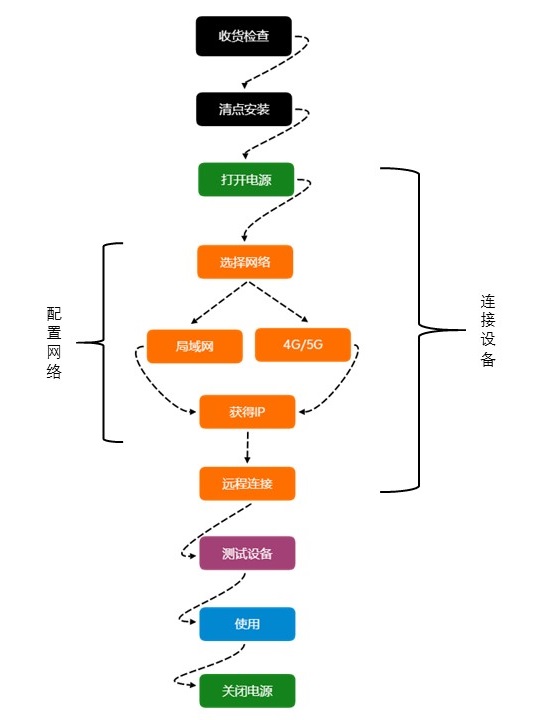 收货检查
清点安装
打开电源
选择网络
局域网
4G/5G
获得IP
远程连接
测试设备
使用
关闭电源
配置网络
连接设备